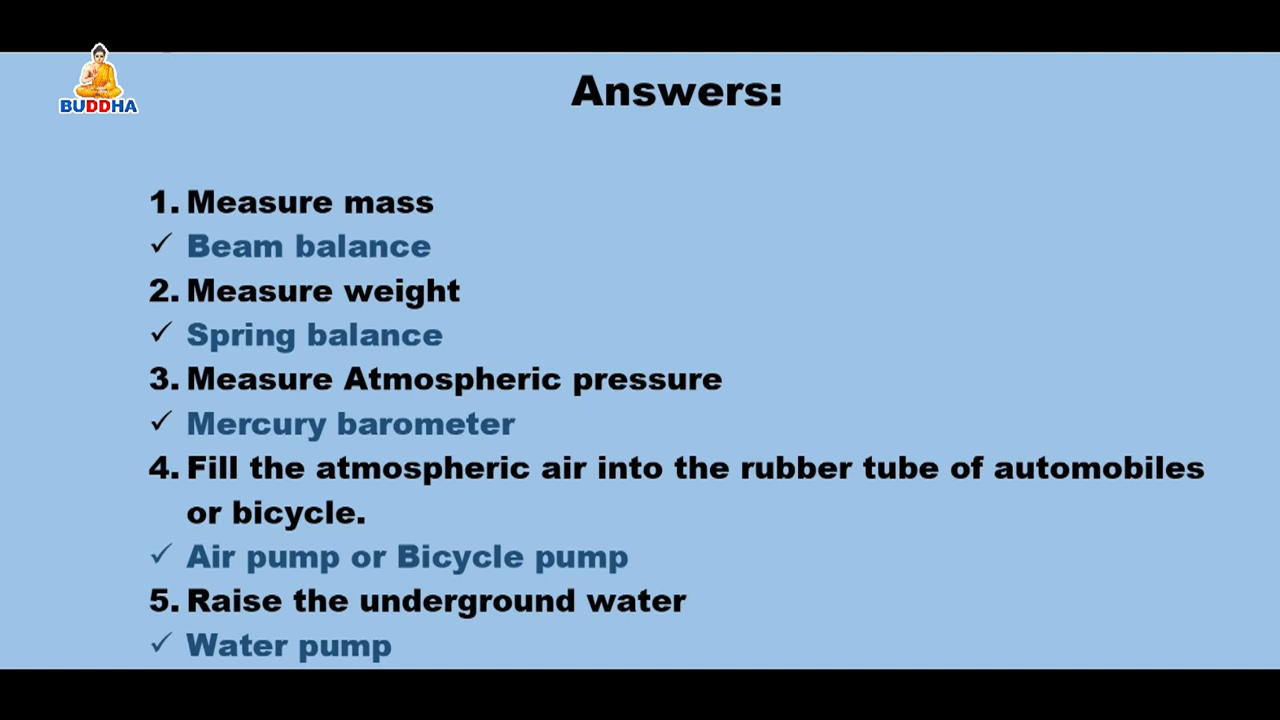 BUDDHA
Answers:
1. Measure mass
✓ Beam balance
2. Measure weight
✓ Spring balance
3. Measure Atmospheric pressure
✓ Mercury barometer
4. Fill the atmospheric air into the rubber tube of automobiles
or bicycle.
✓ Air pump or Bicycle pump
5. Raise the underground water
✓ Water pump